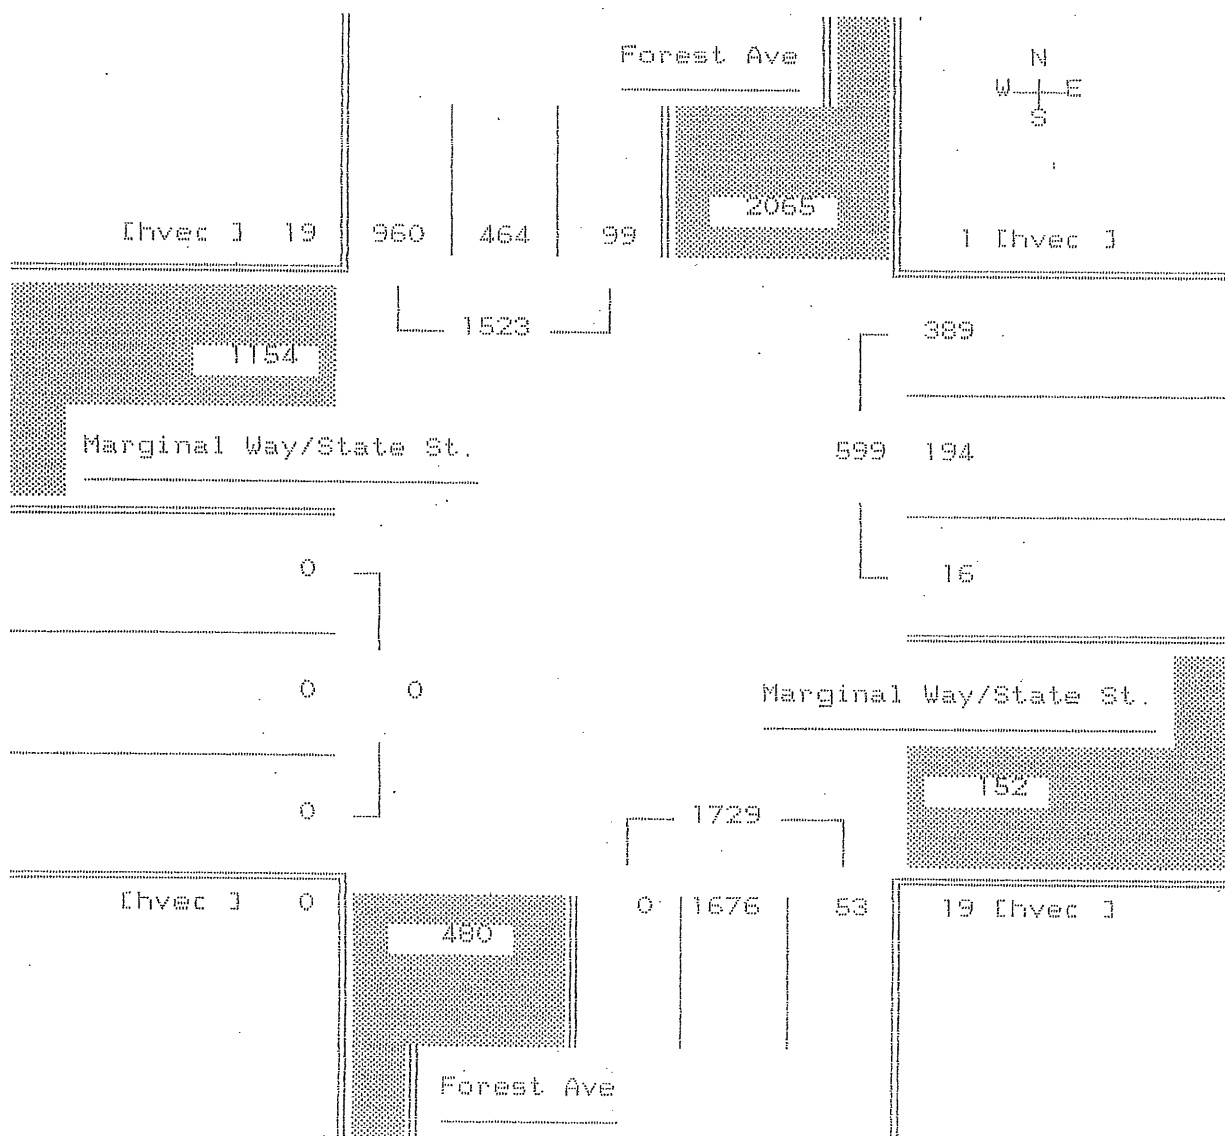 Forest Ave
N
W E
S
2065
[hvec ] 19 960 464 99 1 [hvec ]
1523 389
1154
Marginal Way/State St. 599 194
0 16
0 0 Marginal Way/State St.
152
0 1729
[hvec ] 0 0 1676 53 19 [hvec ]
480
Forest Ave